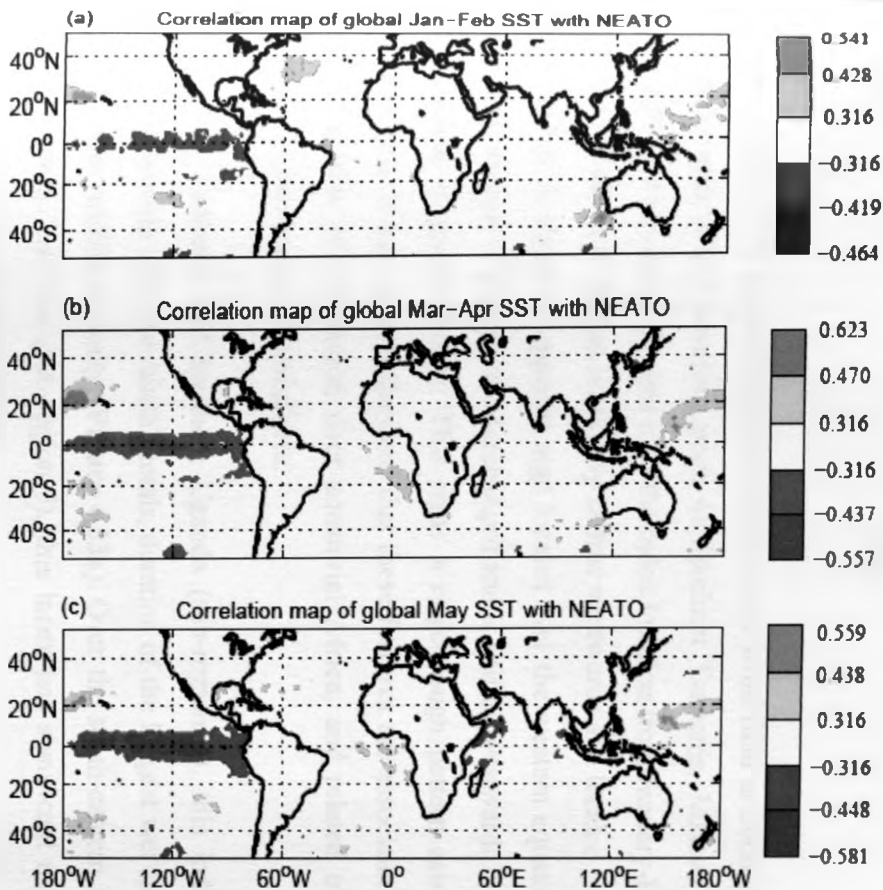 (a) Correlation map of global Jan-Feb SST with NEATO
40°N
20°N
0°
20°S
40°S
0.541
0.428
0.316
−0.316
−0.419
−0.464
(b) Correlation map of global Mar-Apr SST with NEATO
40°N
20°N
0°
20°S
40°S
0.623
0.470
0.316
−0.316
−0.437
−0.557
(c) Correlation map of global May SST with NEATO
40°N
20°N
0°
20°S
40°S
0.559
0.438
0.316
−0.316
−0.448
−0.581
180°W 120°W 60°W 0° 60°E 120°E 180°W